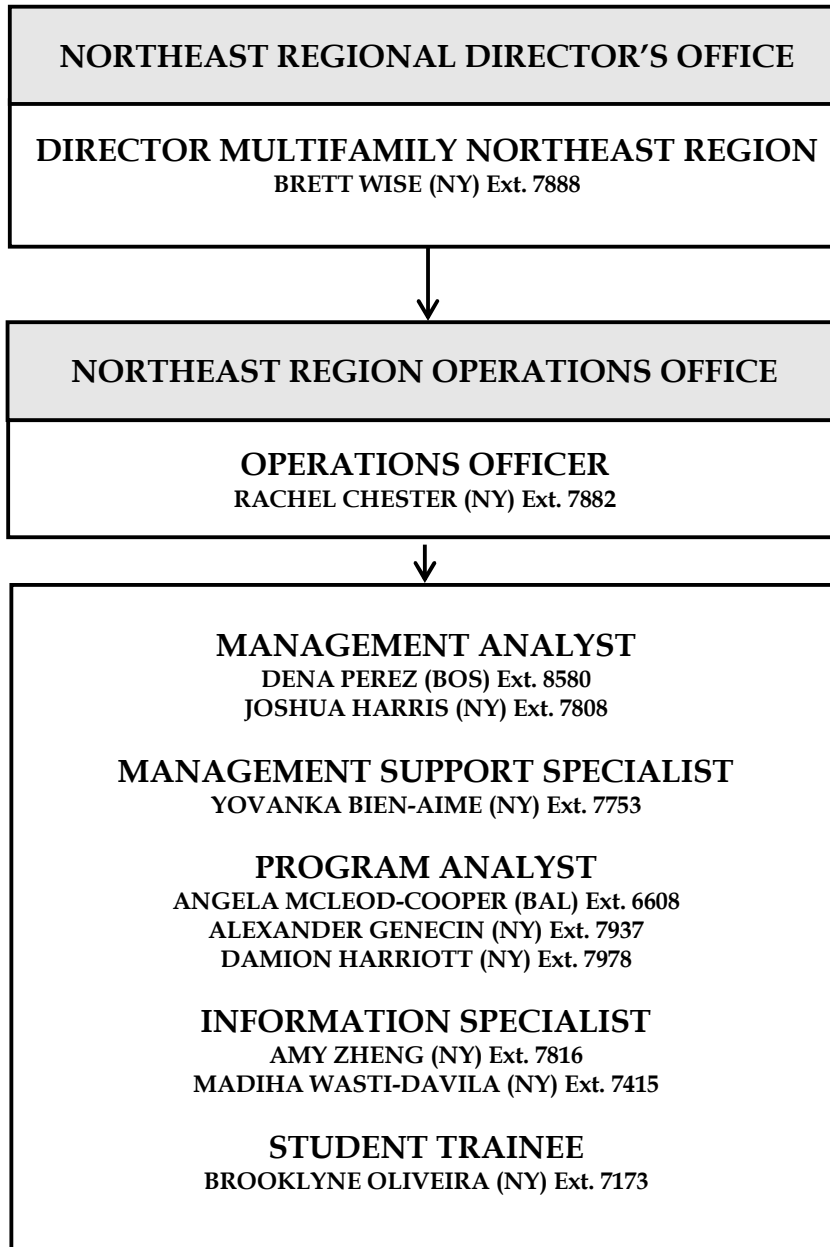 NORTHEAST REGIONAL DIRECTOR’S OFFICE
DIRECTOR MULTIFAMILY NORTHEAST REGION
BRETT WISE (NY) Ext. 7888
NORTHEAST REGION OPERATIONS OFFICE
OPERATIONS OFFICER
RACHEL CHESTER (NY) Ext. 7882
MANAGEMENT ANALYST
DENA PEREZ (BOS) Ext. 8580
JOSHUA HARRIS (NY) Ext. 7808
MANAGEMENT SUPPORT SPECIALIST
YOVANKA BIEN-AIME (NY) Ext. 7753
PROGRAM ANALYST
ANGELA MCLEOD-COOPER (BAL) Ext. 6608
ALEXANDER GENECIN (NY) Ext. 7937
DAMION HARRIOTT (NY) Ext. 7978
INFORMATION SPECIALIST
AMY ZHENG (NY) Ext. 7816
MADIHA WASTI-DAVILA (NY) Ext. 7415
STUDENT TRAINEE
BROOKLYNE OLIVEIRA (NY) Ext. 7173